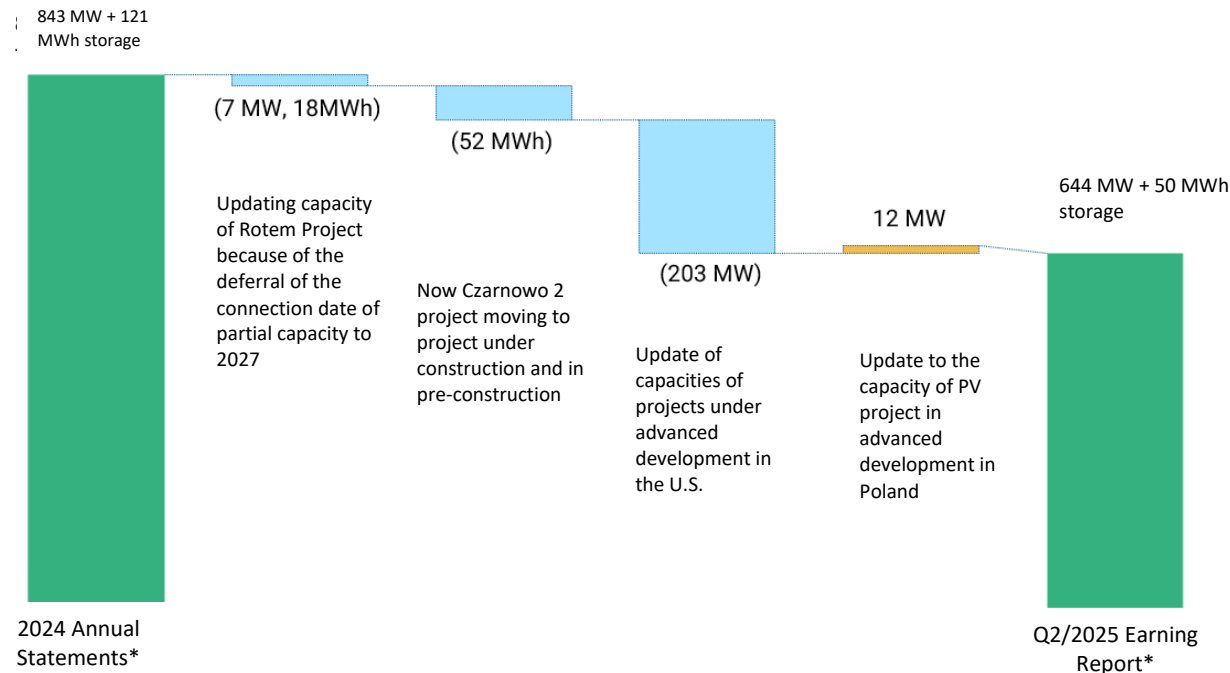 843 MW + 121
MWh storage
(7 MW, 18MWh)
(52 MWh)
(203 MW)
12 MW
644 MW + 50 MWh
storage
Updating capacity
of Rotem Project
because of the
deferral of the
connection date of
partial capacity to
2027
Now Czarnowo 2
project moving to
project under
construction and in
pre-construction
Update of
capacities of
projects under
advanced
development in
the U.S.
Update to the
capacity of PV
project in
advanced
development in
Poland
2024 Annual
Statements*
Q2/2025 Earning
Report*